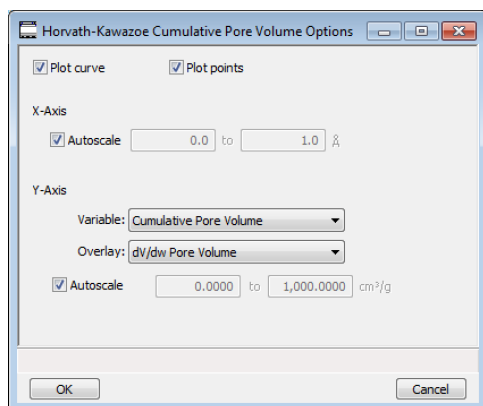 Horvath-Kawazoe Cumulative Pore Volume Options
Plot curve Plot points
X-Axis
Autoscale 0.0 to 1.0 Å
Y-Axis
Variable: Cumulative Pore Volume
Overlay: dV/dw Pore Volume
Autoscale 0.0000 to 1,000.0000 cm³/g
OK Cancel